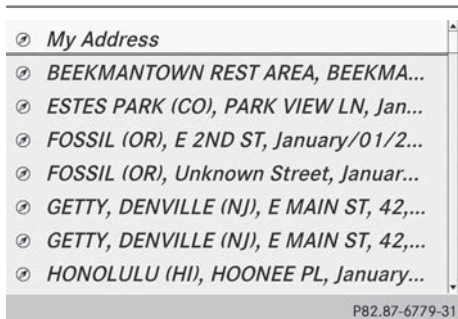 My Address
BEEKMANTOWN REST AREA, BEEKMA...
ESTES PARK (CO), PARK VIEW LN, Jan...
FOSSIL (OR), E 2ND ST, January/01/2...
FOSSIL (OR), Unknown Street, Januar...
GETTY, DENVILLE (NJ), E MAIN ST, 42,...
GETTY, DENVILLE (NJ), E MAIN ST, 42,...
HONOLULU (HI), HOONEE PL, January...
P82.87-6779-31